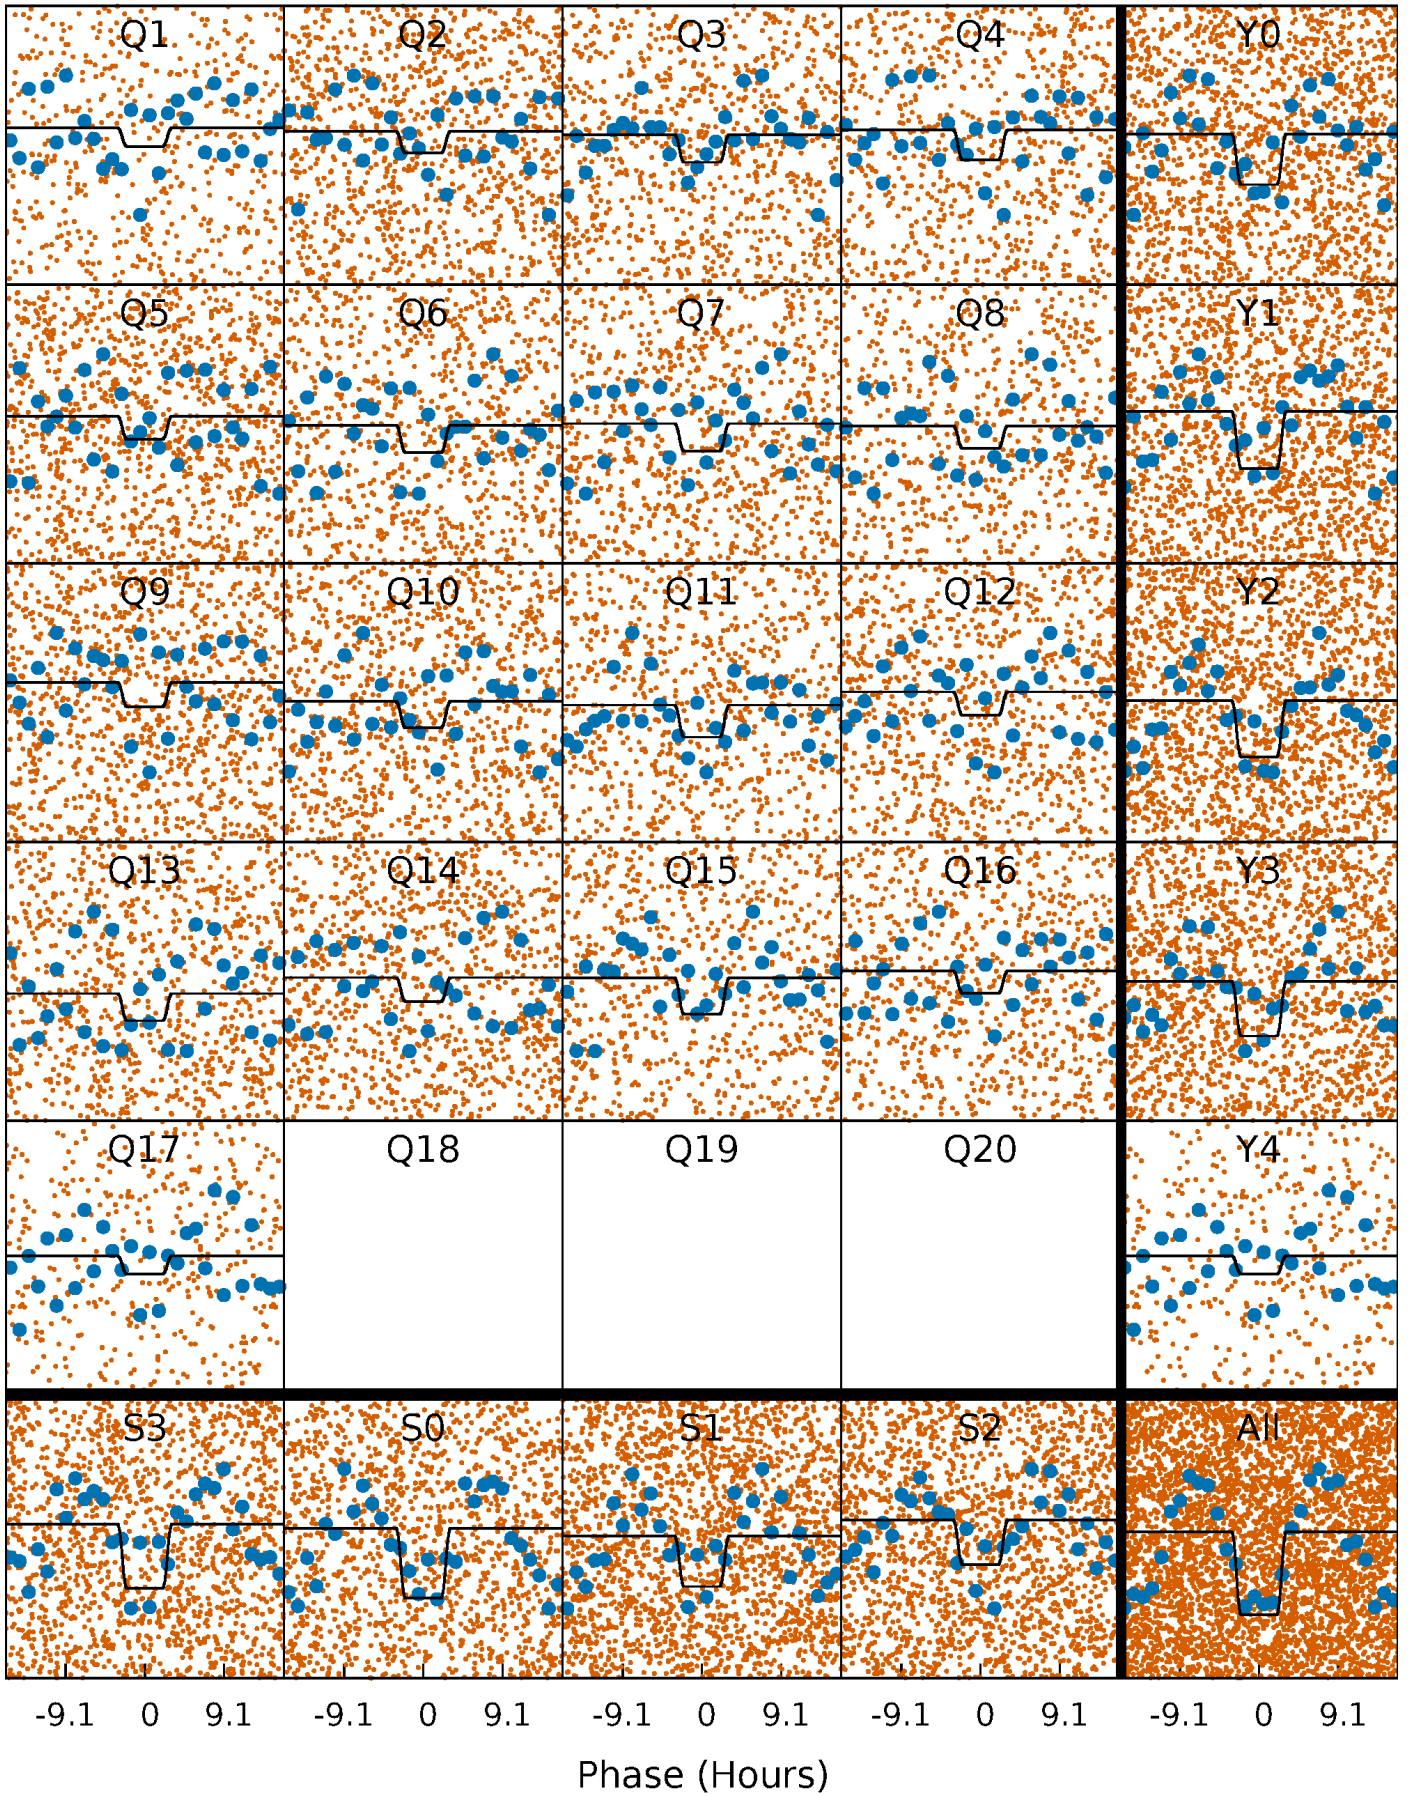 Q1 Q2 Q3 Q4 Y0
Q5 Q6 Q7 Q8 Y1
Q9 Q10 Q11 Q12 Y2
Q13 Q14 Q15 Q16 Y3
Q17 Q18 Q19 Q20 Y4
S3 S0 S1 S2 All
-9.1 0 9.1 -9.1 0 9.1 -9.1 0 9.1 -9.1 0 9.1 -9.1 0 9.1
Phase (Hours)